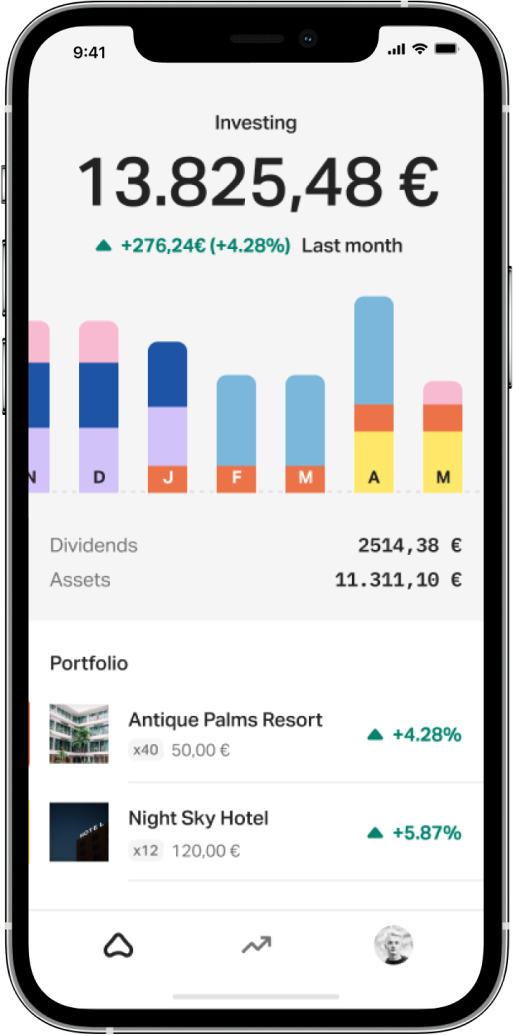 9:41
Investing
13.825,48 €
+276,24€ (+4.28%) Last month
N D J F M A M
Dividends 2514,38 €
Assets 11.311,10 €
Portfolio
Antique Palms Resort
x40 50,00 €
+4.28%
HOTEL
Night Sky Hotel
x12 120,00 €
+5.87%